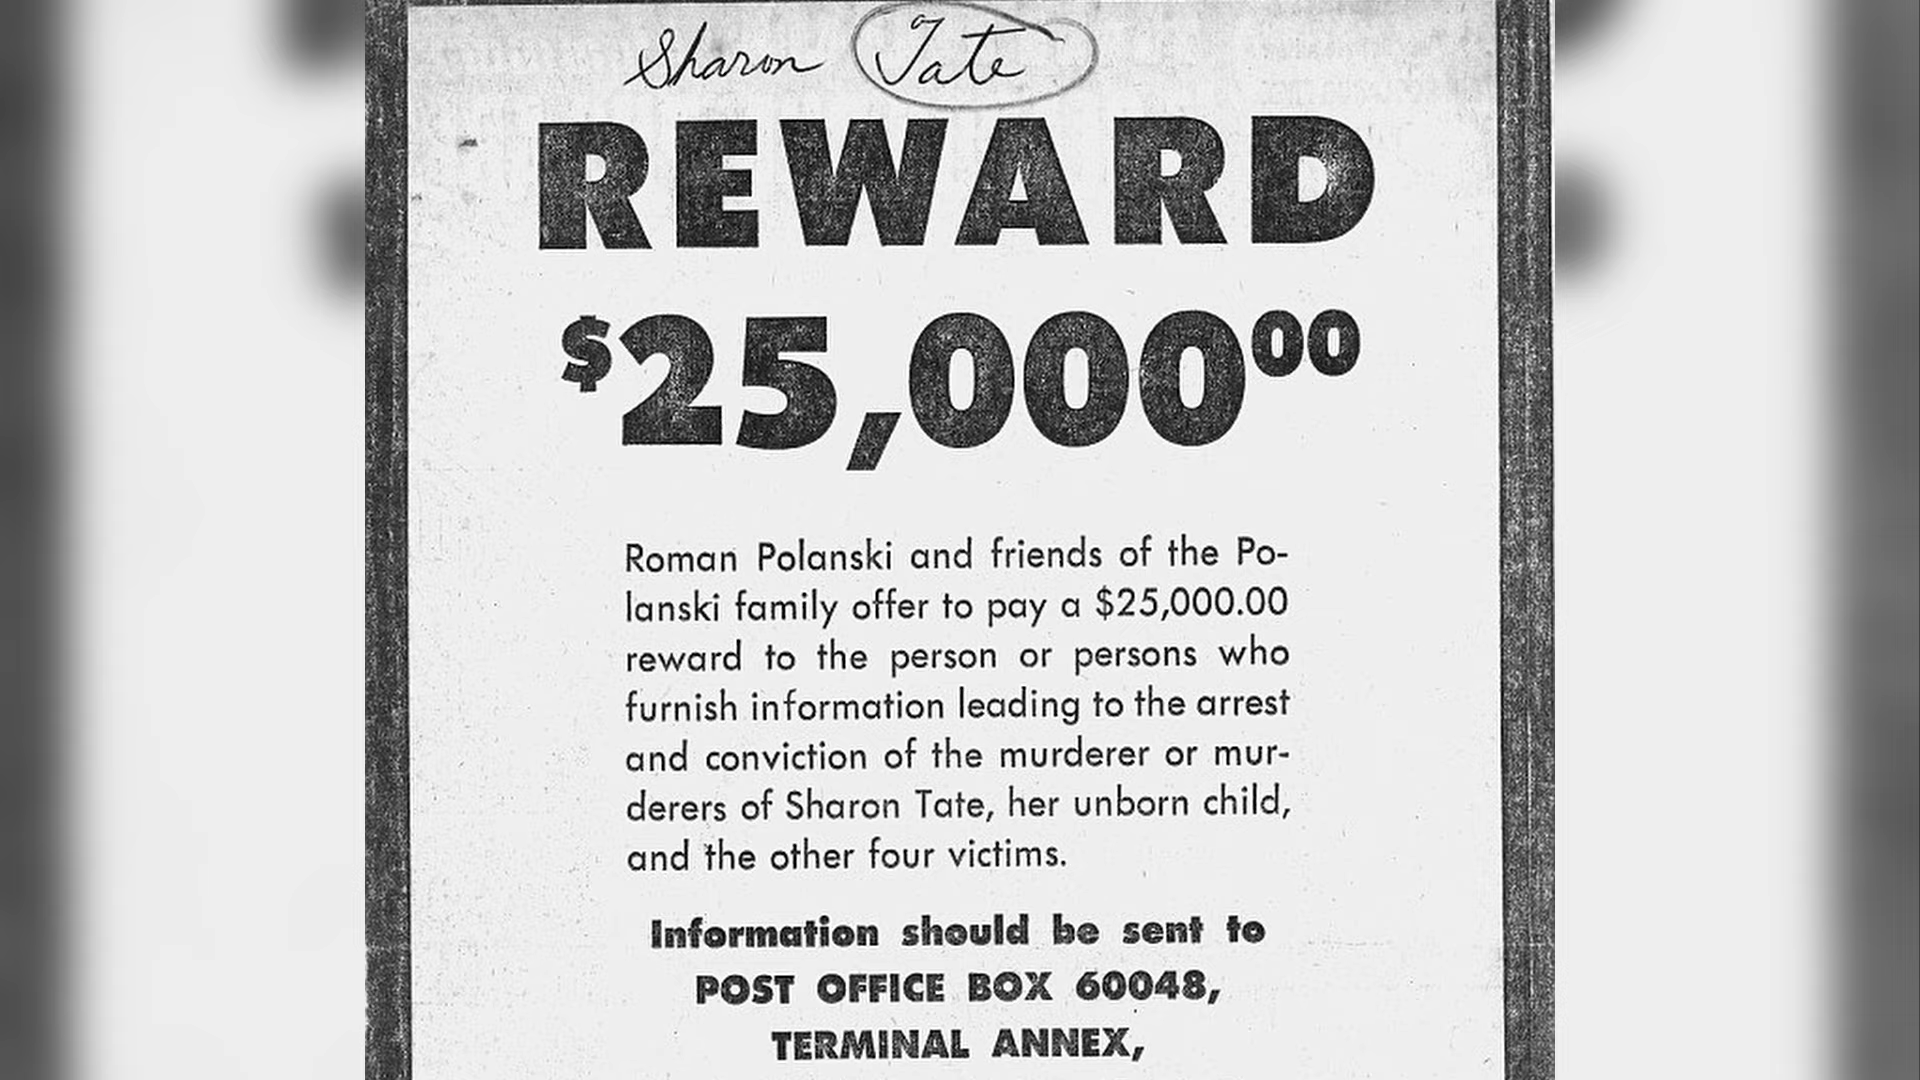 Sharon Tate
REWARD
$25,000 00
Roman Polanski and friends of the Po-
lanski family offer to pay a $25,000.00
reward to the person or persons who
furnish information leading to the arrest
and conviction of the murderer or mur-
derers of Sharon Tate, her unborn child,
and the other four victims.
Information should be sent to
POST OFFICE BOX 60048,
TERMINAL ANNEX,